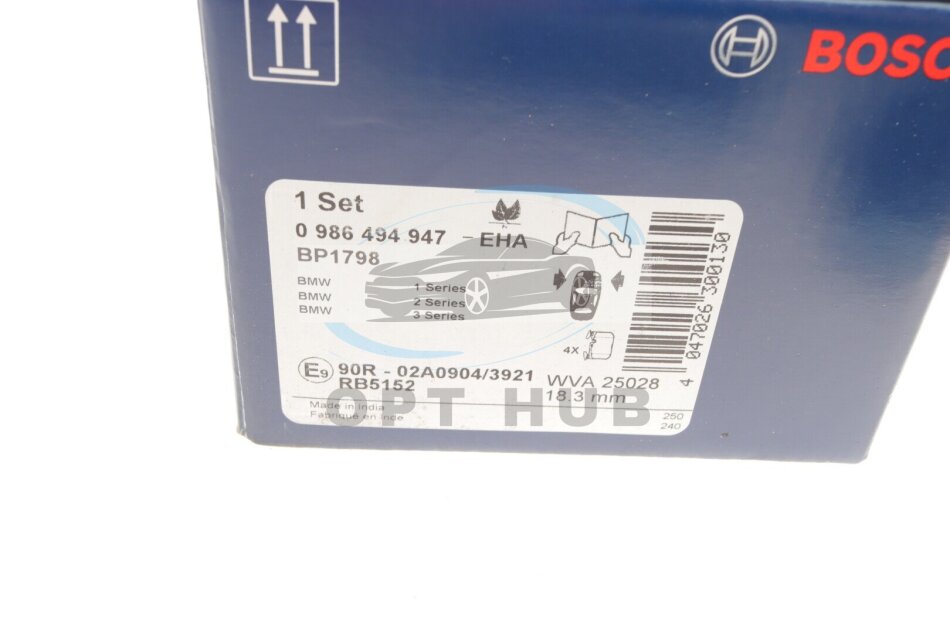 BOSC
1 Set
0 986 494 947 - EHA
BP1798
BMW 1 Series
BMW 2 Series
BMW 3 Series
4X
E9 90R - 02A0904/3921 WVA 25028
RB5152 18.3 mm
Made in India
Fabriqué en Inde
250
240
4 047026 300130
OPT HUB